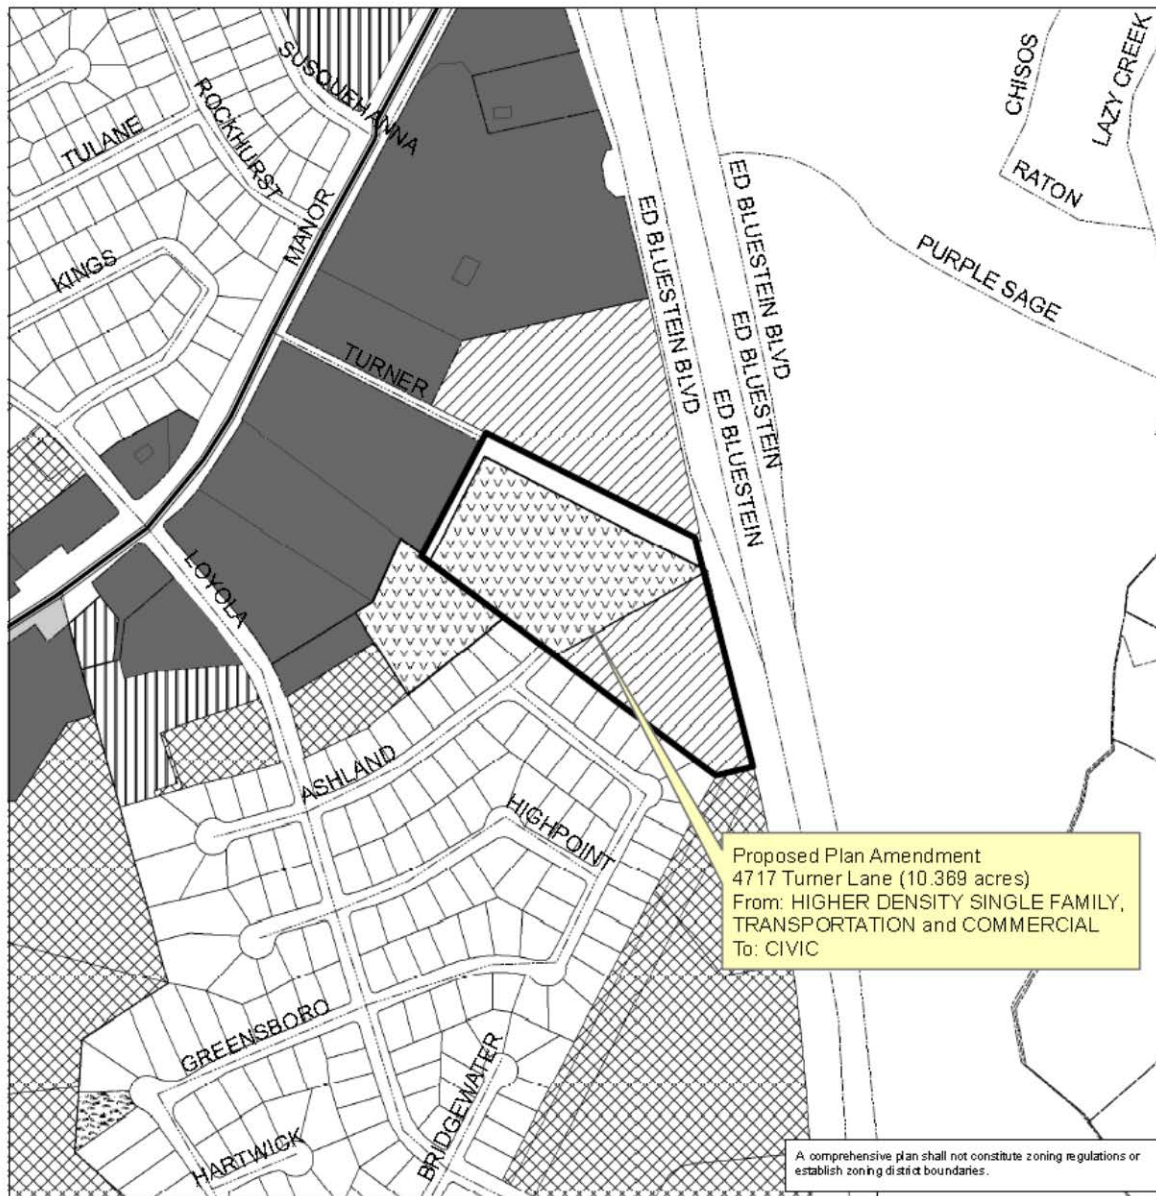 SUSQUEHANNA
CHISOS
LAZY CREEK
ROCKHURST
TULANE
RATON
MANOR
ED BLUESTEIN BLVD
ED BLUESTEIN BLVD
KINGS
PURPLE SAGE
ED BLUESTEIN
TURNER
ED BLUESTEIN
LOYOLA
ASHLAND
HIGHPOINT
Proposed Plan Amendment
4717 Turner Lane (10.369 acres)
From: HIGHER DENSITY SINGLE FAMILY,
TRANSPORTATION and COMMERCIAL
To: CIVIC
GREENSBORO
BRIDGEWATER
HARTWICK
A comprehensive plan shall not constitute zoning regulations or
establish zoning district boundaries.